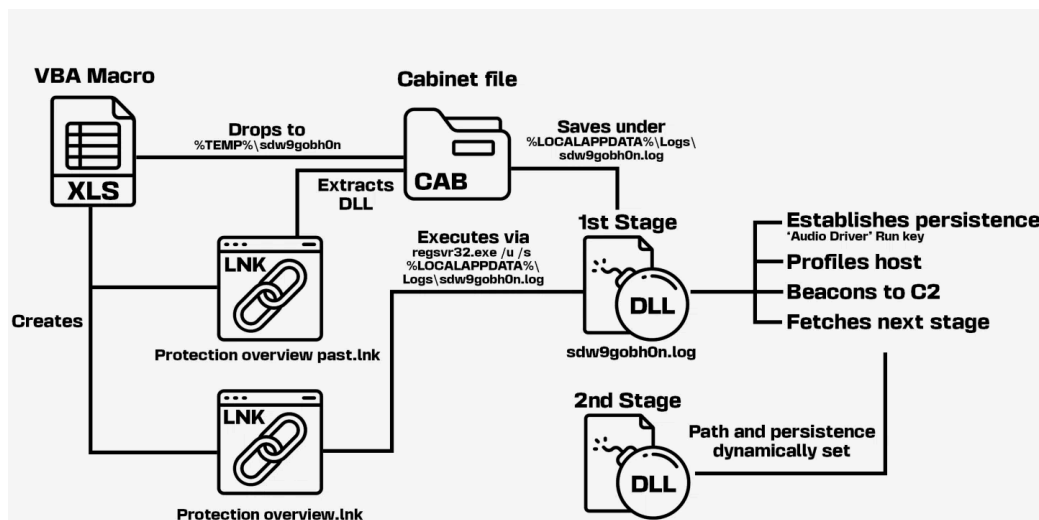 VBA Macro
XLS
Drops to
%TEMP%\sdw9gobh0n
Cabinet file
CAB
Saves under
%LOCALAPPDATA%\Logs\
sdw9gobh0n.log
Extracts
DLL
Creates
LNK
Protection overview past.lnk
Executes via
regsvr32.exe /u /s
%LOCALAPPDATA%\
Logs\sdw9gobh0n.log
1st Stage
DLL
sdw9gobh0n.log
Establishes persistence
‘Audio Driver’ Run key
Profiles host
Beacons to C2
Fetches next stage
LNK
Protection overview.lnk
2nd Stage
DLL
Path and persistence
dynamically set